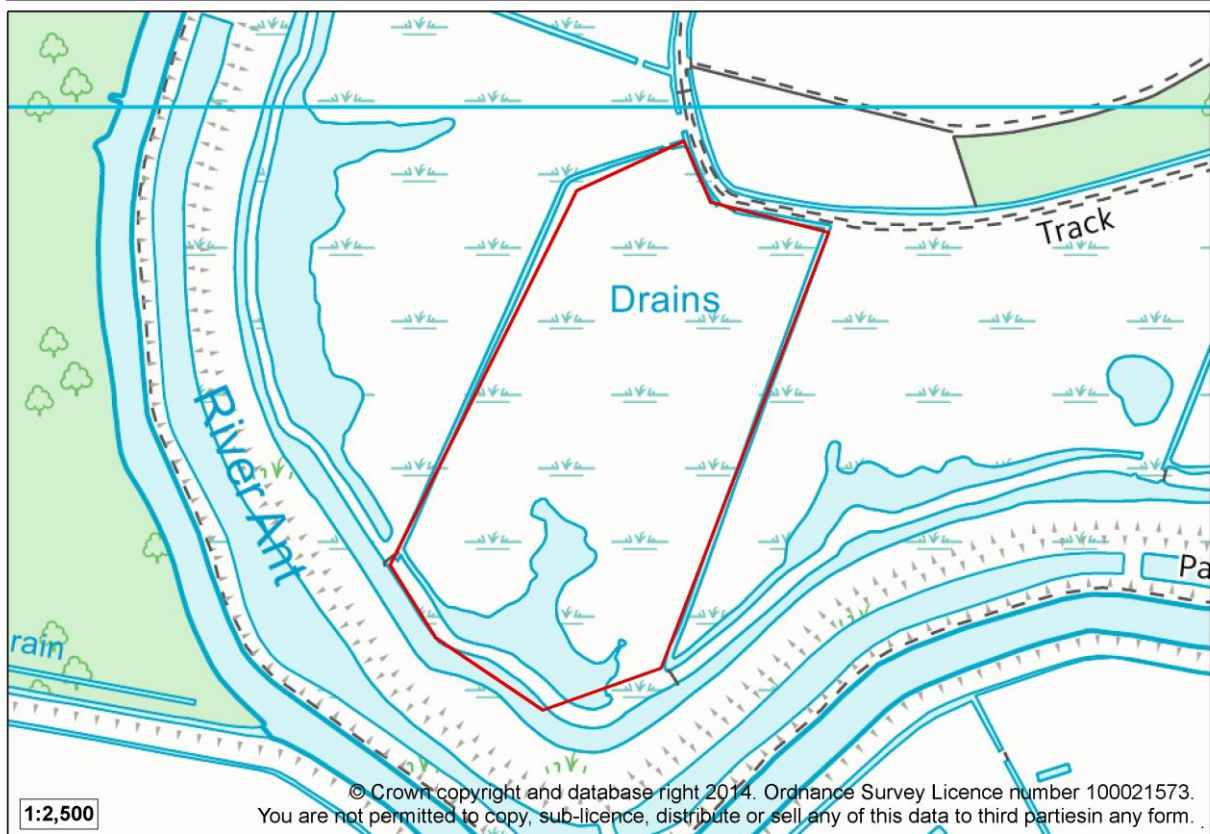 Track
Drains
River Ant
Pa
rain
© Crown copyright and database right 2014. Ordnance Survey Licence number 100021573.
1:2,500
You are not permitted to copy, sub-licence, distribute or sell any of this data to third partiesin any form.